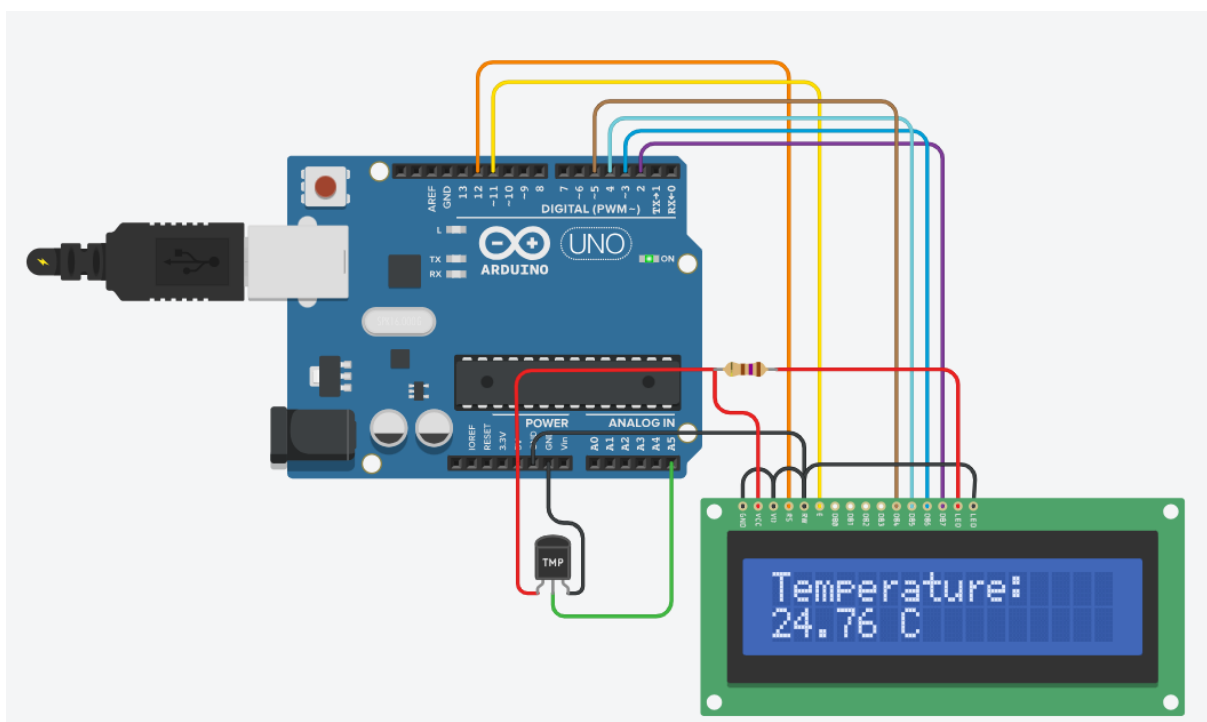 AREF
GND
13
12
~11
~10
~9
8
7
~6
~5
4
~3
2
TX→1
RX←0
DIGITAL (PWM~)
L
TX
RX
ARDUINO
UNO
ON
POWER
ANALOG IN
IOREF
RESET
3.3V
GND
Vin
A0
A1
A2
A3
A4
A5
TMP
GND
VCC
VO
RS
RW
E
DB0
DB1
DB2
DB3
DB4
DB5
DB6
DB7
LED
LED
Temperature:
24.76 C